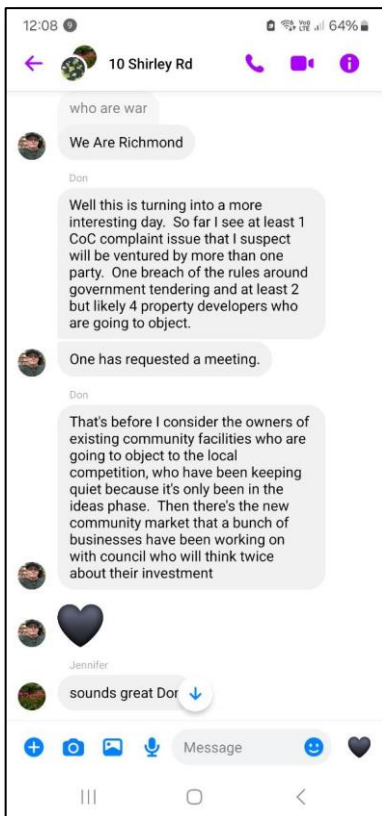 12:08
64%
10 Shirley Rd
who are war
We Are Richmond
Don
Well this is turning into a more
interesting day. So far I see at least 1
CoC complaint issue that I suspect
will be ventured by more than one
party. One breach of the rules around
government tendering and at least 2
but likely 4 property developers who
are going to object.
One has requested a meeting.
Don
That's before I consider the owners of
existing community facilities who are
going to object to the local
competition, who have been keeping
quiet because it's only been in the
ideas phase. Then there's the new
community market that a bunch of
businesses have been working on
with council who will think twice
about their investment
Jennifer
sounds great Don
Message